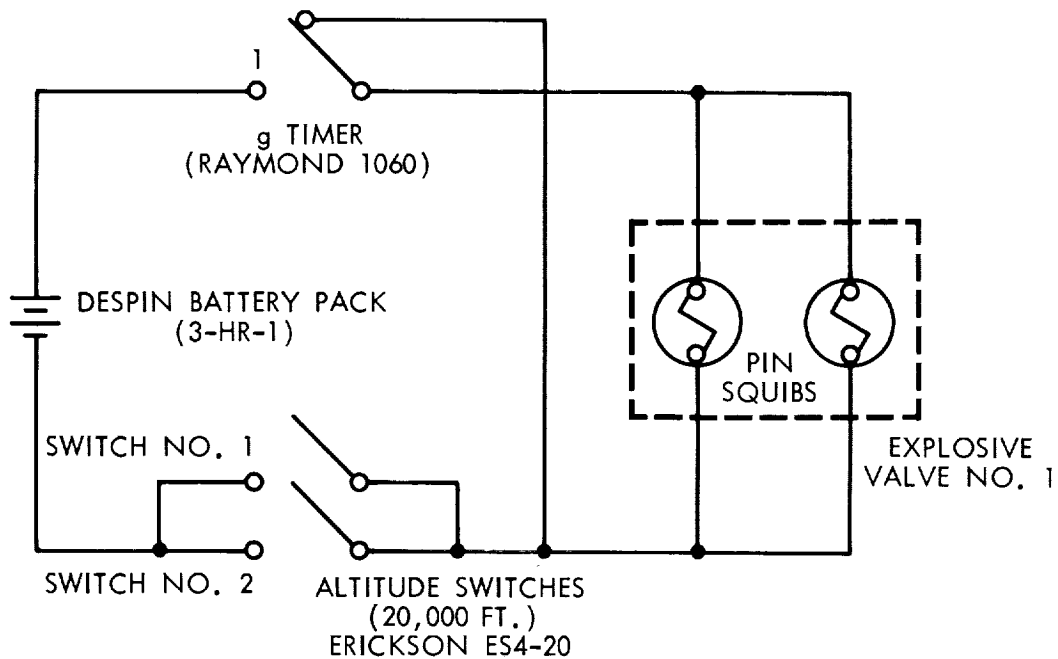 1
g TIMER
(RAYMOND 1060)
DESPIN BATTERY PACK
(3-HR-1)
PIN
SQUIBS
EXPLOSIVE
VALVE NO. 1
SWITCH NO. 1
SWITCH NO. 2
ALTITUDE SWITCHES
(20,000 FT.)
ERICKSON ES4-20